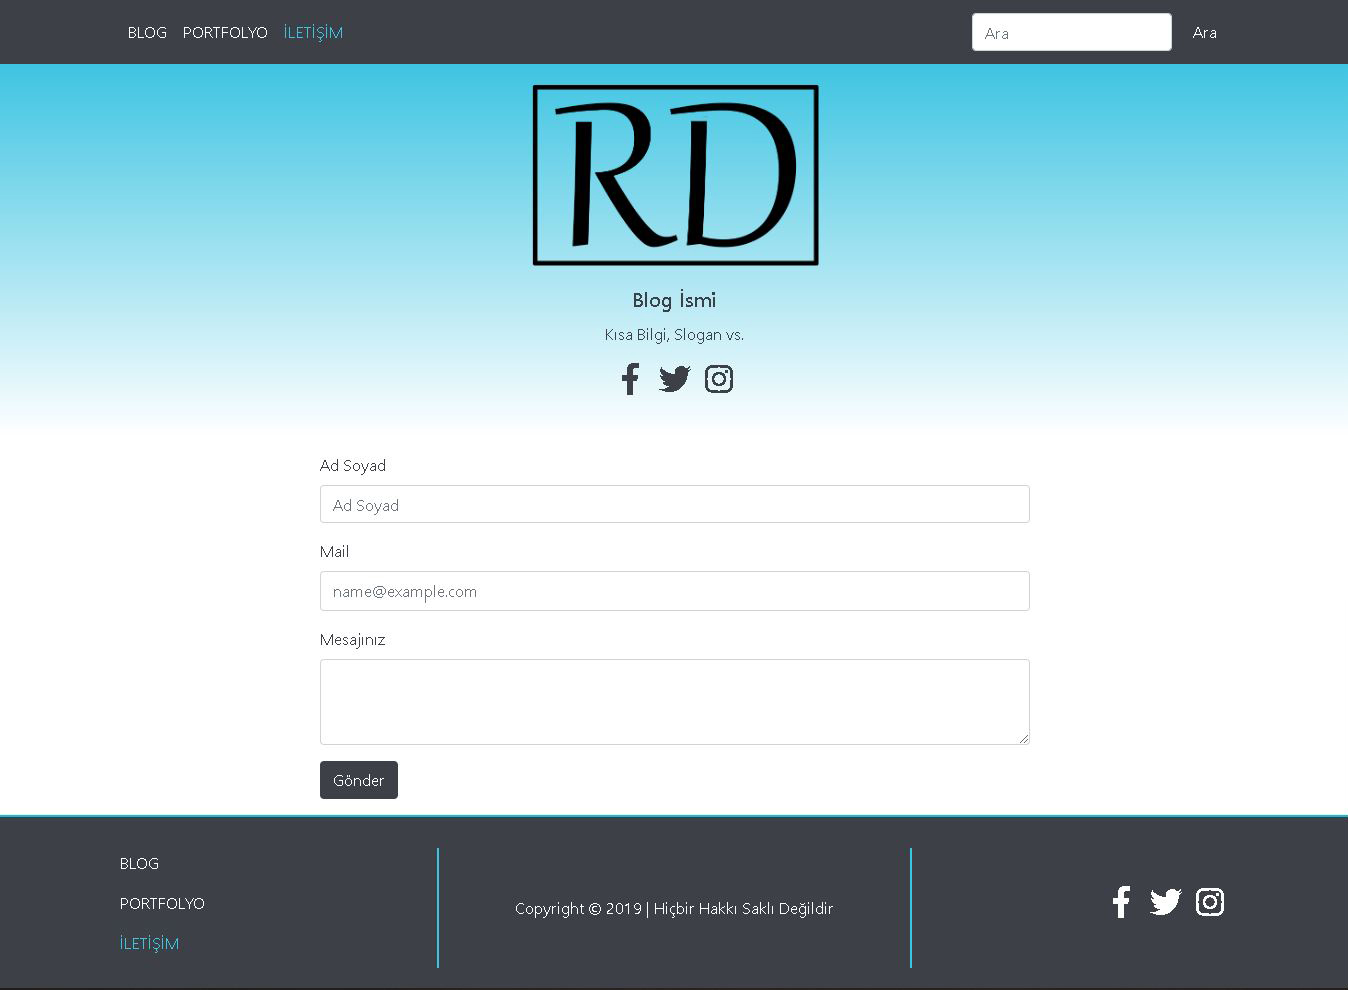 BLOG PORTFOLYO İLETİŞİM Ara Ara
RD
Blog İsmi
Kısa Bilgi, Slogan vs.
Ad Soyad
Ad Soyad
Mail
name@example.com
Mesajınız
Gönder
BLOG
PORTFOLYO
İLETİŞİM
Copyright © 2019 | Hiçbir Hakkı Saklı Değildir